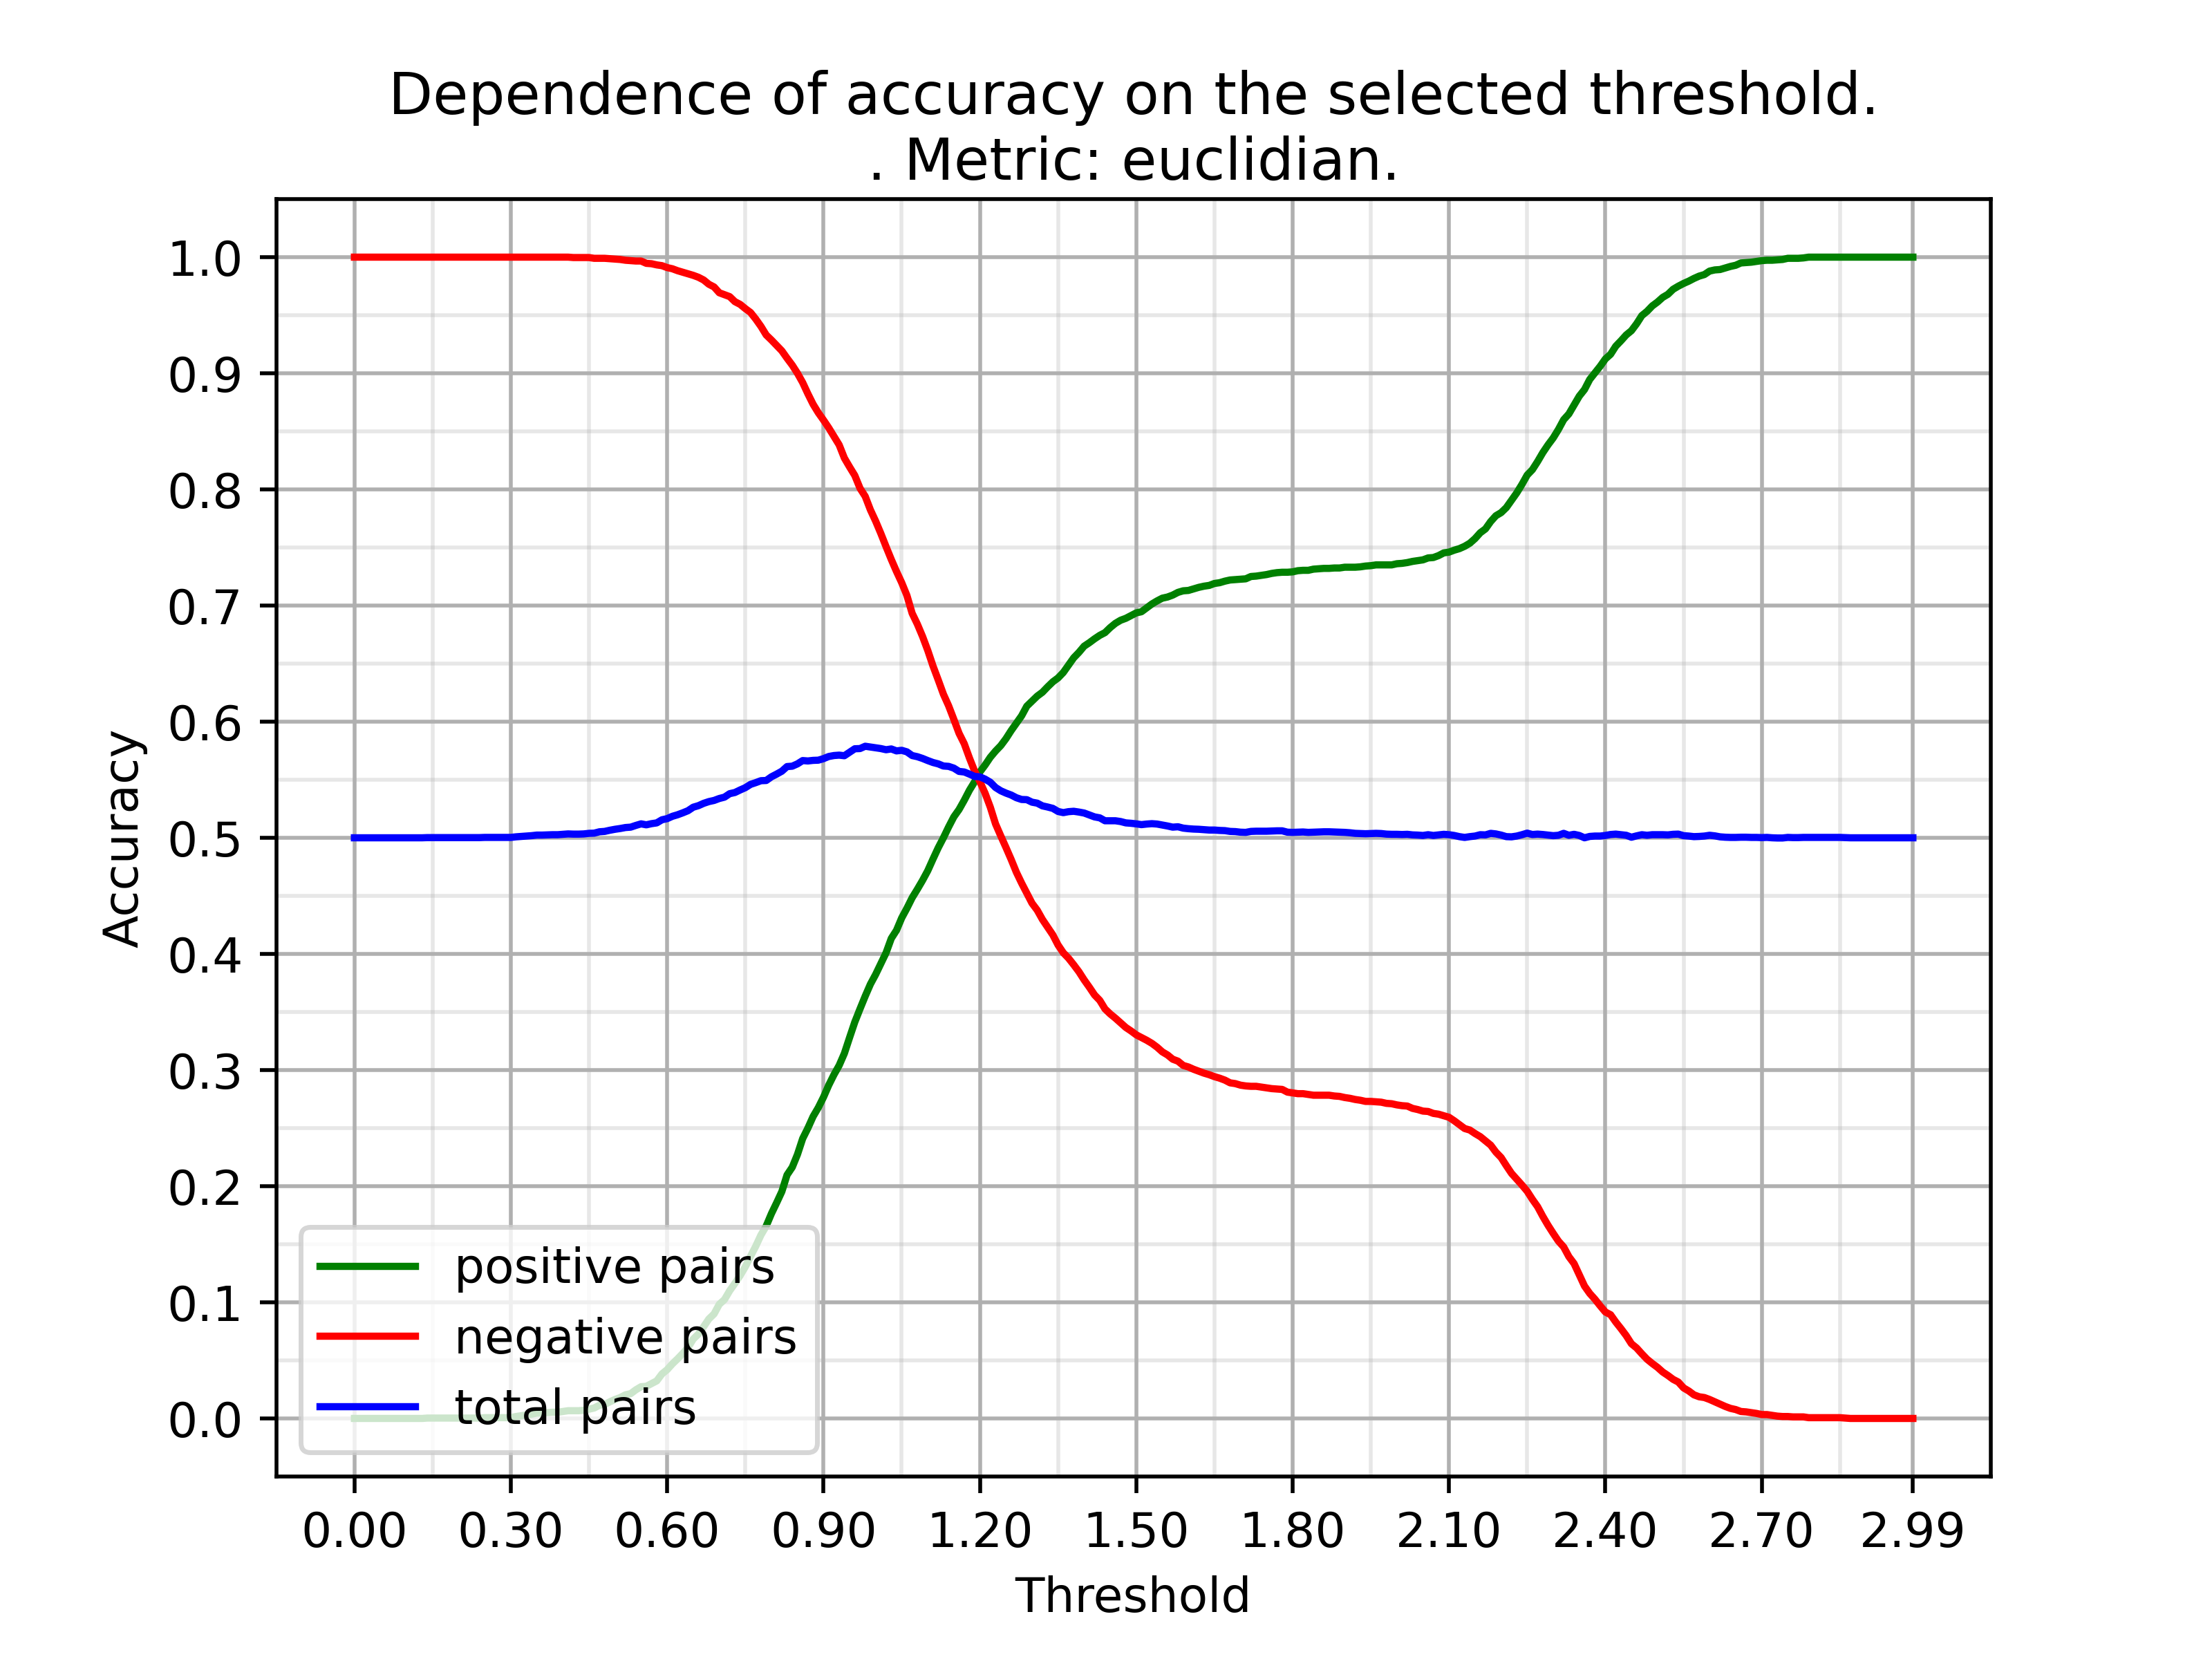 Dependence of accuracy on the selected threshold.
. Metric: euclidian.
1.0
0.9
0.8
0.7
0.6
0.5
0.4
0.3
0.2
0.1
0.0
Accuracy
positive pairs
negative pairs
total pairs
0.00 0.30 0.60 0.90 1.20 1.50 1.80 2.10 2.40 2.70 2.99
Threshold